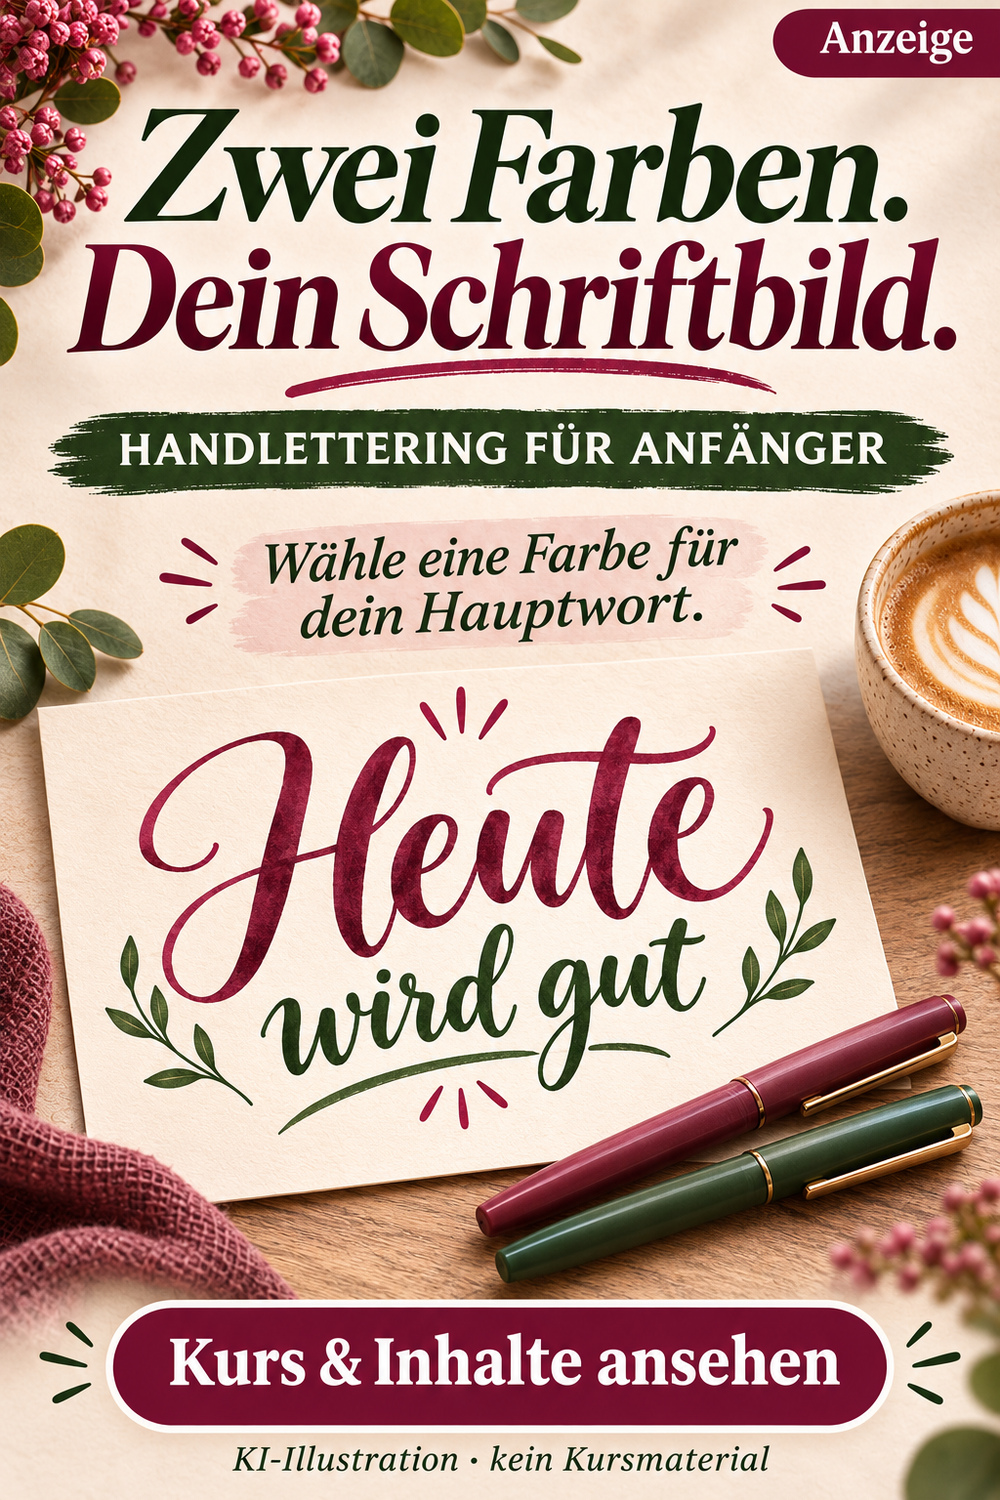 Anzeige
Zwei Farben.
Dein Schriftbild.
HANDLETTERING FÜR ANFÄNGER
Wähle eine Farbe für
dein Hauptwort.
Heute
wird gut
Kurs & Inhalte ansehen
KI-Illustration · kein Kursmaterial